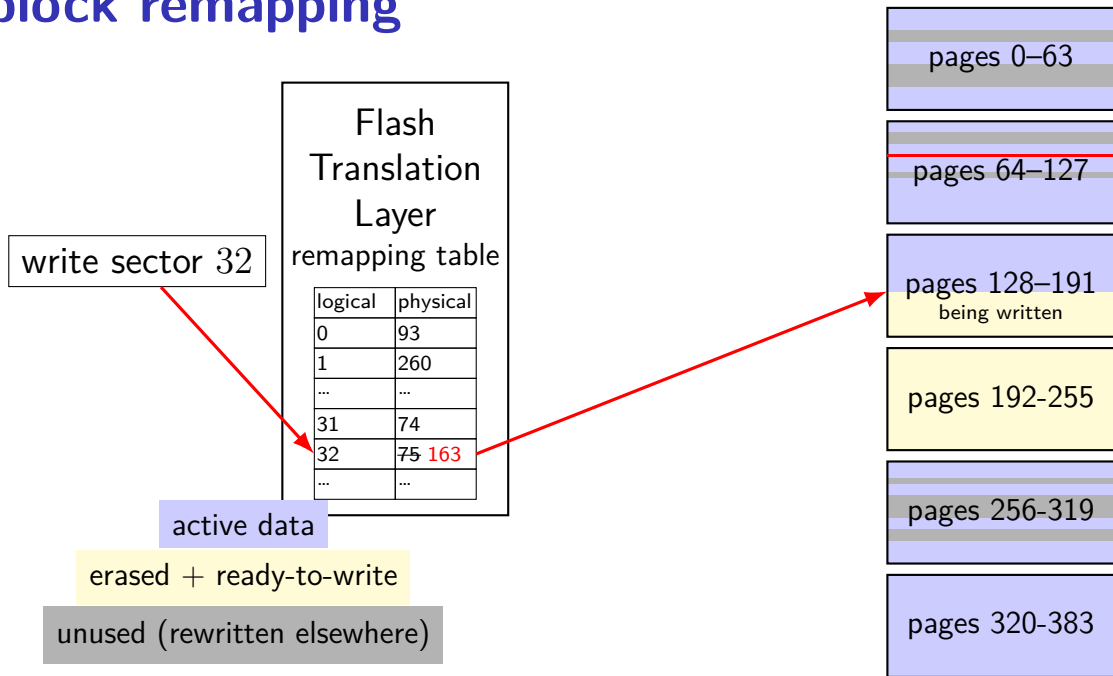 block remapping
Flash
Translation
Layer
remapping table
write sector 32
logical physical
0 93
1 260
... ...
31 74
32 75 163
... ...
active data
erased + ready-to-write
unused (rewritten elsewhere)
pages 0–63
pages 64–127
pages 128–191
being written
pages 192-255
pages 256-319
pages 320-383